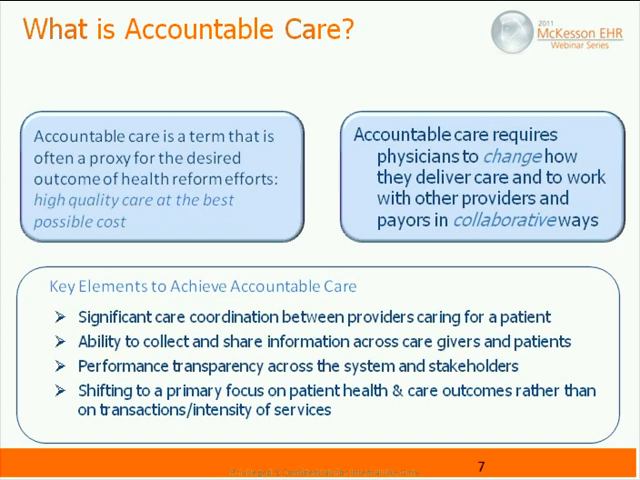 What is Accountable Care?
2011
McKesson EHR
Webinar Series
Accountable care is a term that is
often a proxy for the desired
outcome of health reform efforts:
high quality care at the best
possible cost
Accountable care requires
physicians to change how
they deliver care and to work
with other providers and
payors in collaborative ways
Key Elements to Achieve Accountable Care
➢ Significant care coordination between providers caring for a patient
➢ Ability to collect and share information across care givers and patients
➢ Performance transparency across the system and stakeholders
➢ Shifting to a primary focus on patient health & care outcomes rather than
on transactions/intensity of services
7